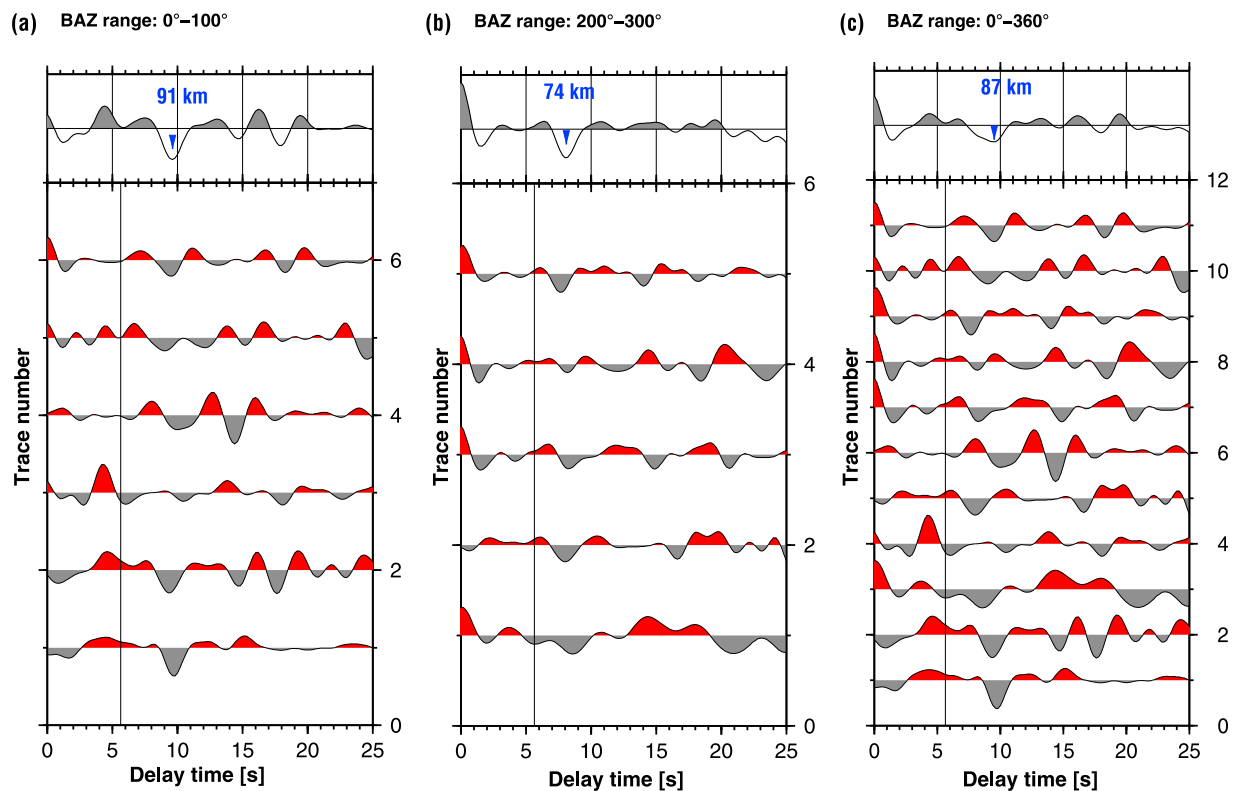 (a) BAZ range: 0°–100°
91 km
Trace number
6
4
2
0
0 5 10 15 20 25
Delay time [s]
(b) BAZ range: 200°–300°
74 km
6
4
2
0
0 5 10 15 20 25
Delay time [s]
(c) BAZ range: 0°–360°
87 km
Trace number
12
10
8
6
4
2
0
0 5 10 15 20 25
Delay time [s]
Trace number